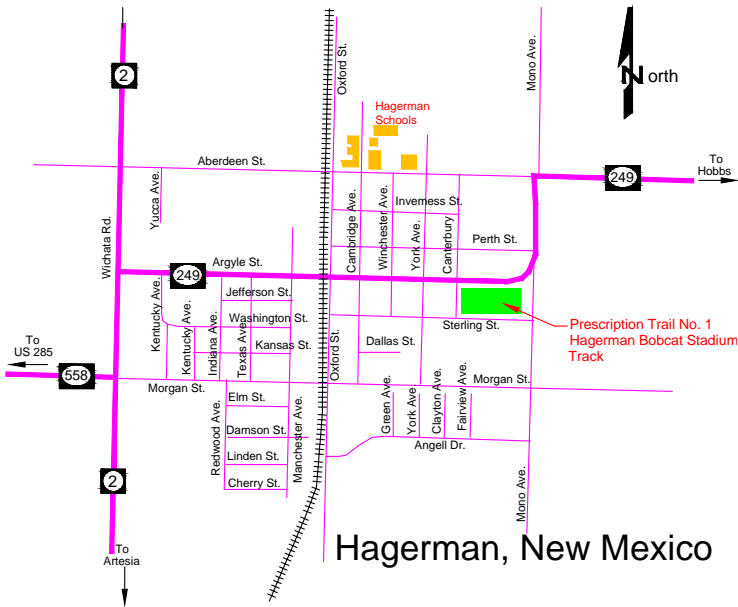 2
Oxford St.
Mono Ave.
North
Hagerman
Schools
Aberdeen St.
To
Hobbs
249
Yucca Ave.
Wichata Rd.
Cambridge Ave.
Winchester Ave.
York Ave.
Canterbury
Inverness St.
Perth St.
Argyle St.
249
Jefferson St.
Washington St.
Kansas St.
Kentucky Ave.
Kentucky Ave.
Indiana Ave.
Texas Ave.
Oxford St.
Dallas St.
Sterling St.
Prescription Trail No. 1
Hagerman Bobcat Stadium
Track
To
US 285
558
Morgan St.
Morgan St.
Elm St.
Damson St.
Linden St.
Cherry St.
Redwood Ave.
Manchester Ave.
Green Ave.
York Ave.
Clayton Ave.
Fairview Ave.
Angell Dr.
Mono Ave.
2
To
Artesia
Hagerman, New Mexico